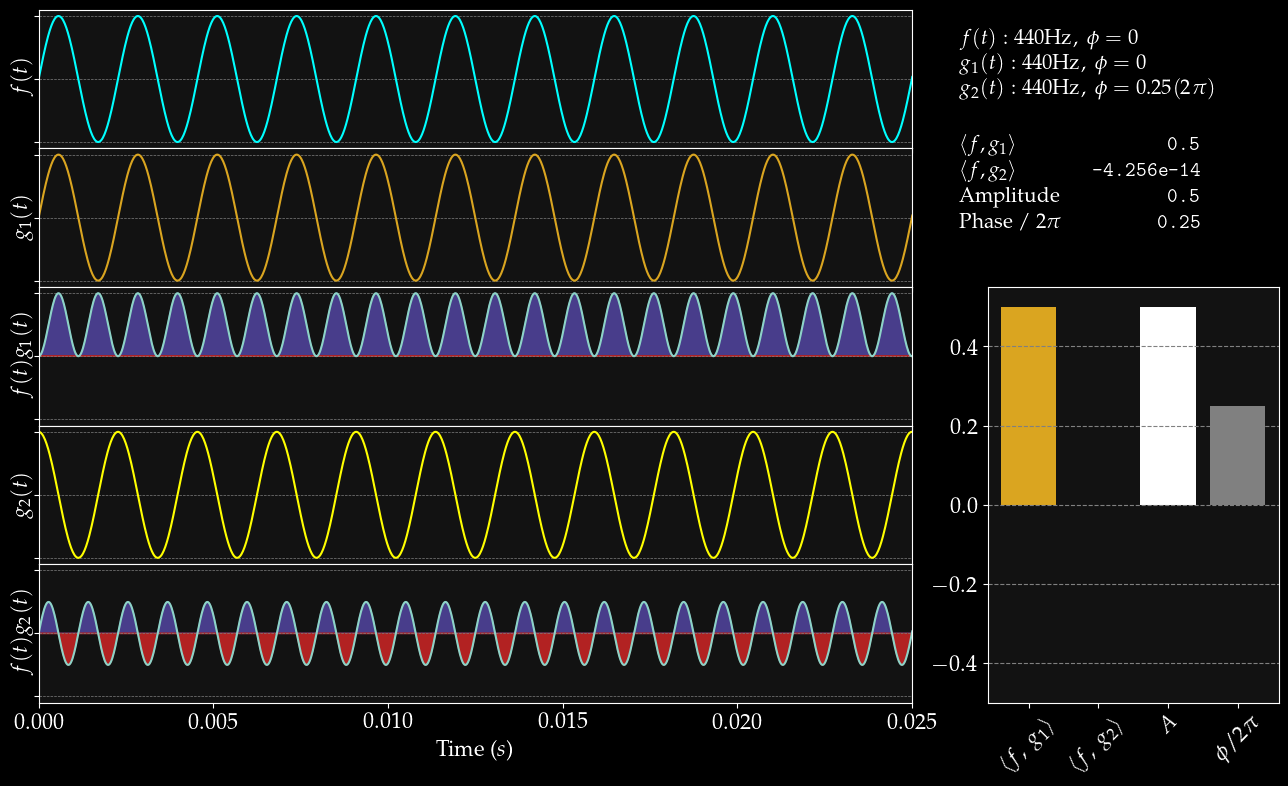 f(t)
g₁(t)
f(t)g₁(t)
g₂(t)
f(t)g₂(t)
0.000 0.005 0.010 0.015 0.020 0.025
Time (s)
f(t) : 440Hz, ϕ = 0
g₁(t) : 440Hz, ϕ = 0
g₂(t) : 440Hz, ϕ = 0.25(2π)
⟨f, g₁⟩ 0.5
⟨f, g₂⟩ -4.256e-14
Amplitude 0.5
Phase / 2π 0.25
0.4
0.2
0.0
−0.2
−0.4
⟨f, g₁⟩ ⟨f, g₂⟩ A ϕ/2π